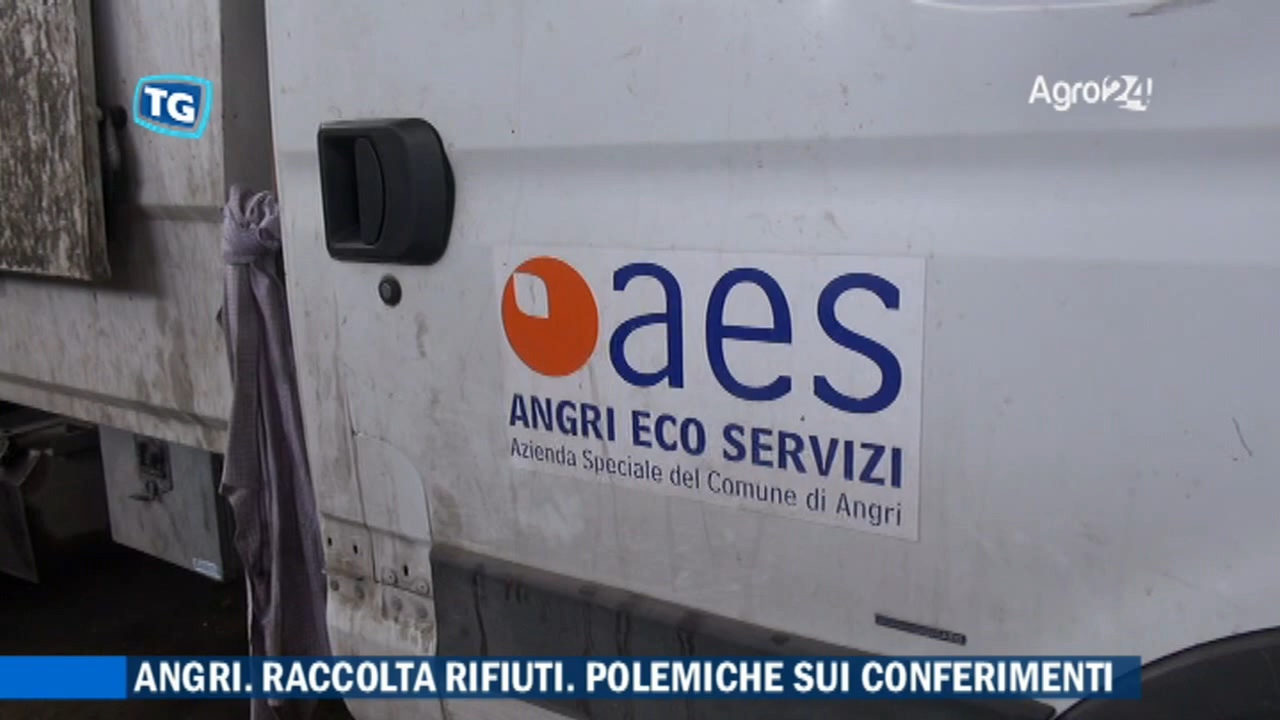 TG
Agro24
aes
ANGRI ECO SERVIZI
Azienda Speciale del Comune di Angri
ANGRI. RACCOLTA RIFIUTI. POLEMICHE SUI CONFERIMENTI